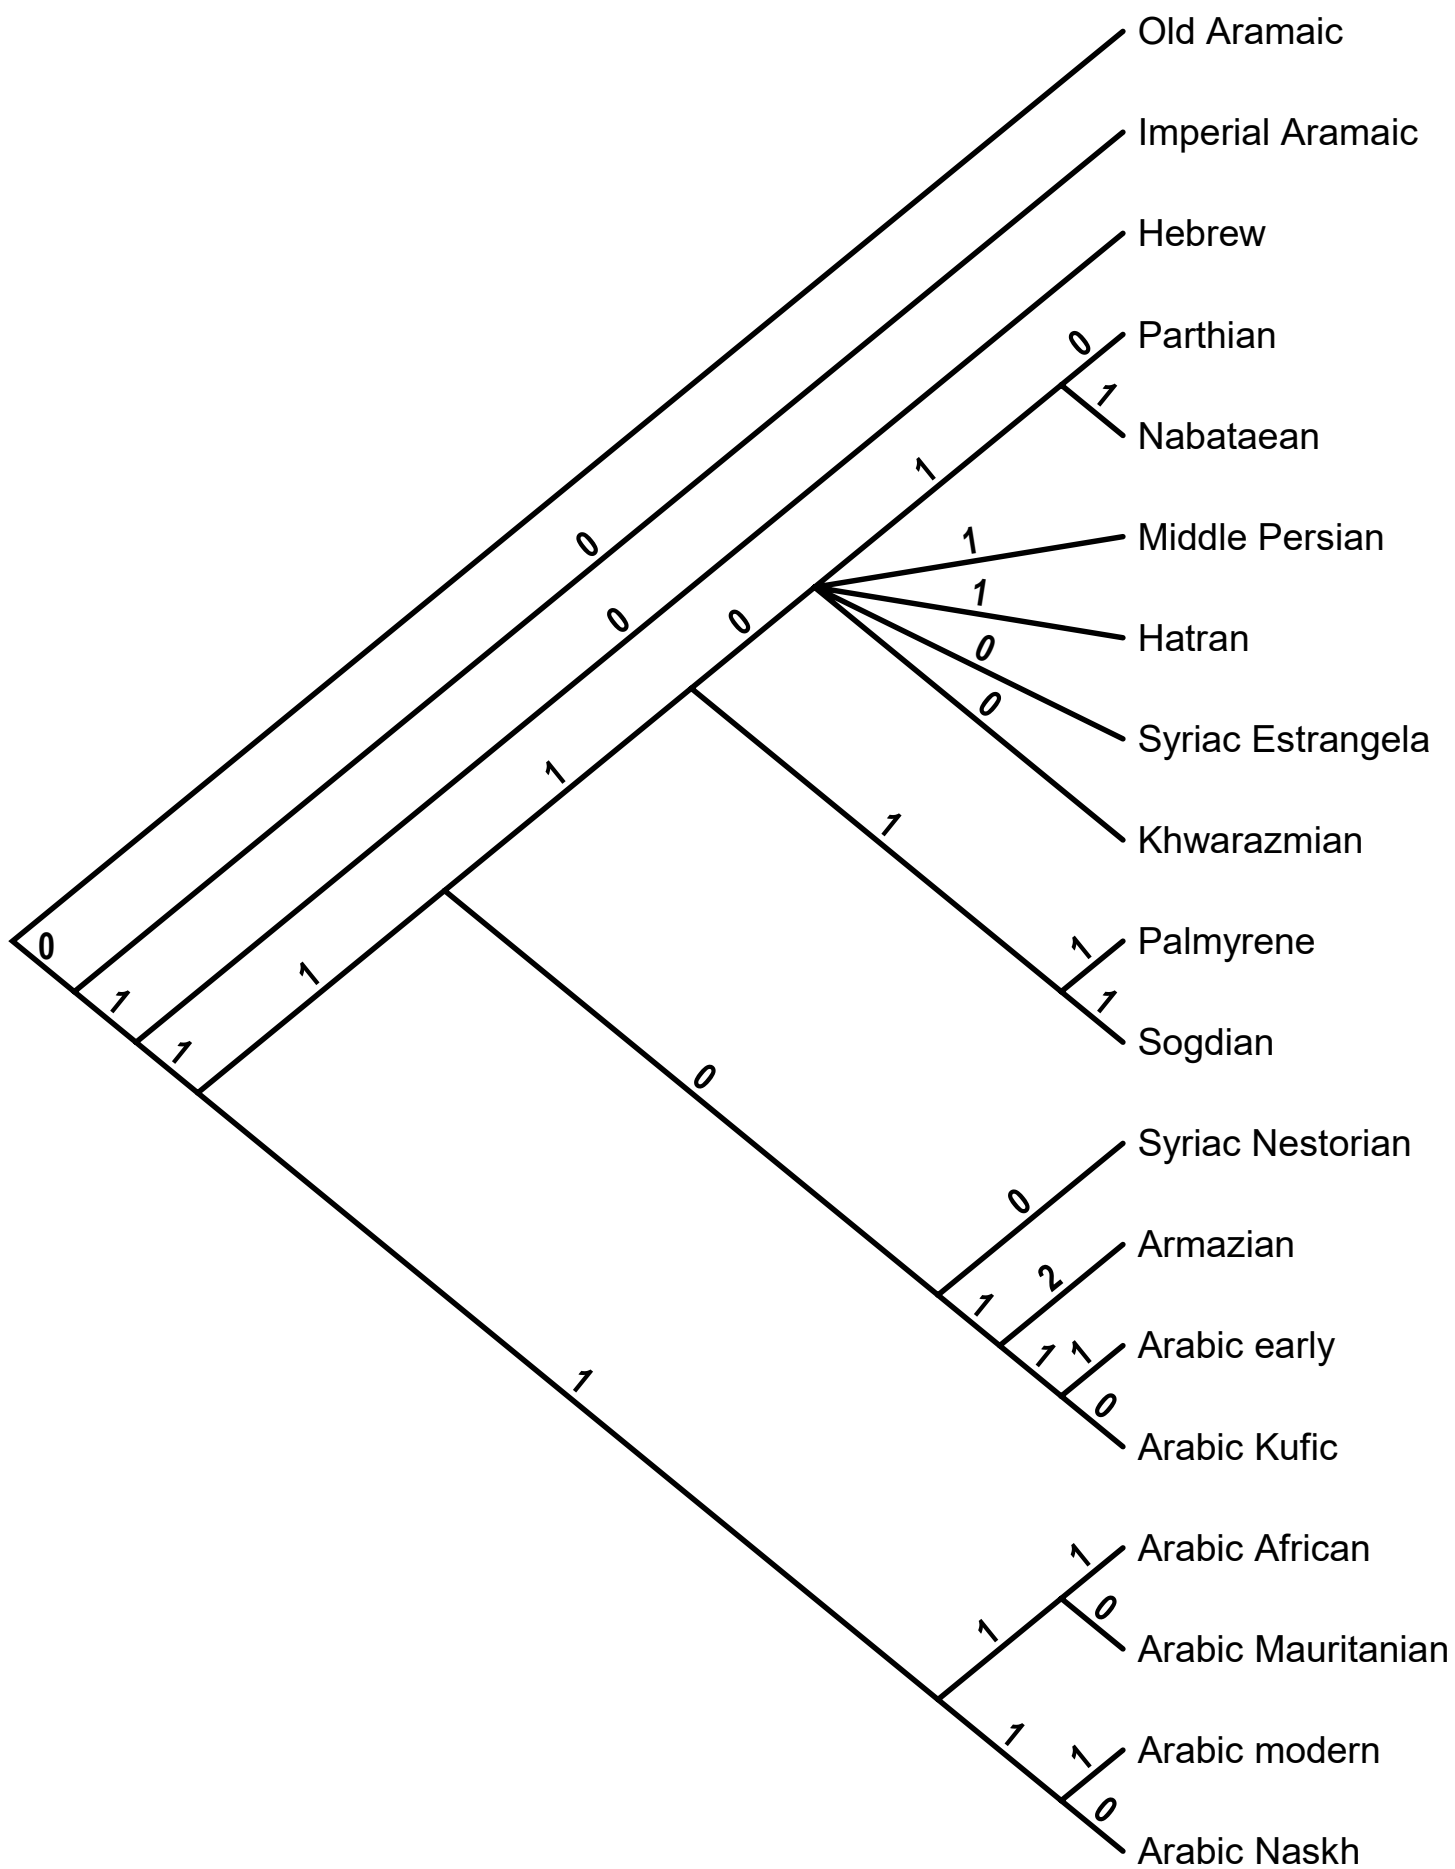 Old Aramaic
Imperial Aramaic
Hebrew
0
Parthian
1
Nabataean
1
1
Middle Persian
0
1
Hatran
0
0
0
Syriac Estrangela
0
1
1
Khwarazmian
0
1
1
Palmyrene
1
1
Sogdian
1
0
Syriac Nestorian
0
2
Armazian
1
1
1
Arabic early
1
0
Arabic Kufic
1
Arabic African
0
1
Arabic Mauritanian
1
1
Arabic modern
0
Arabic Naskh